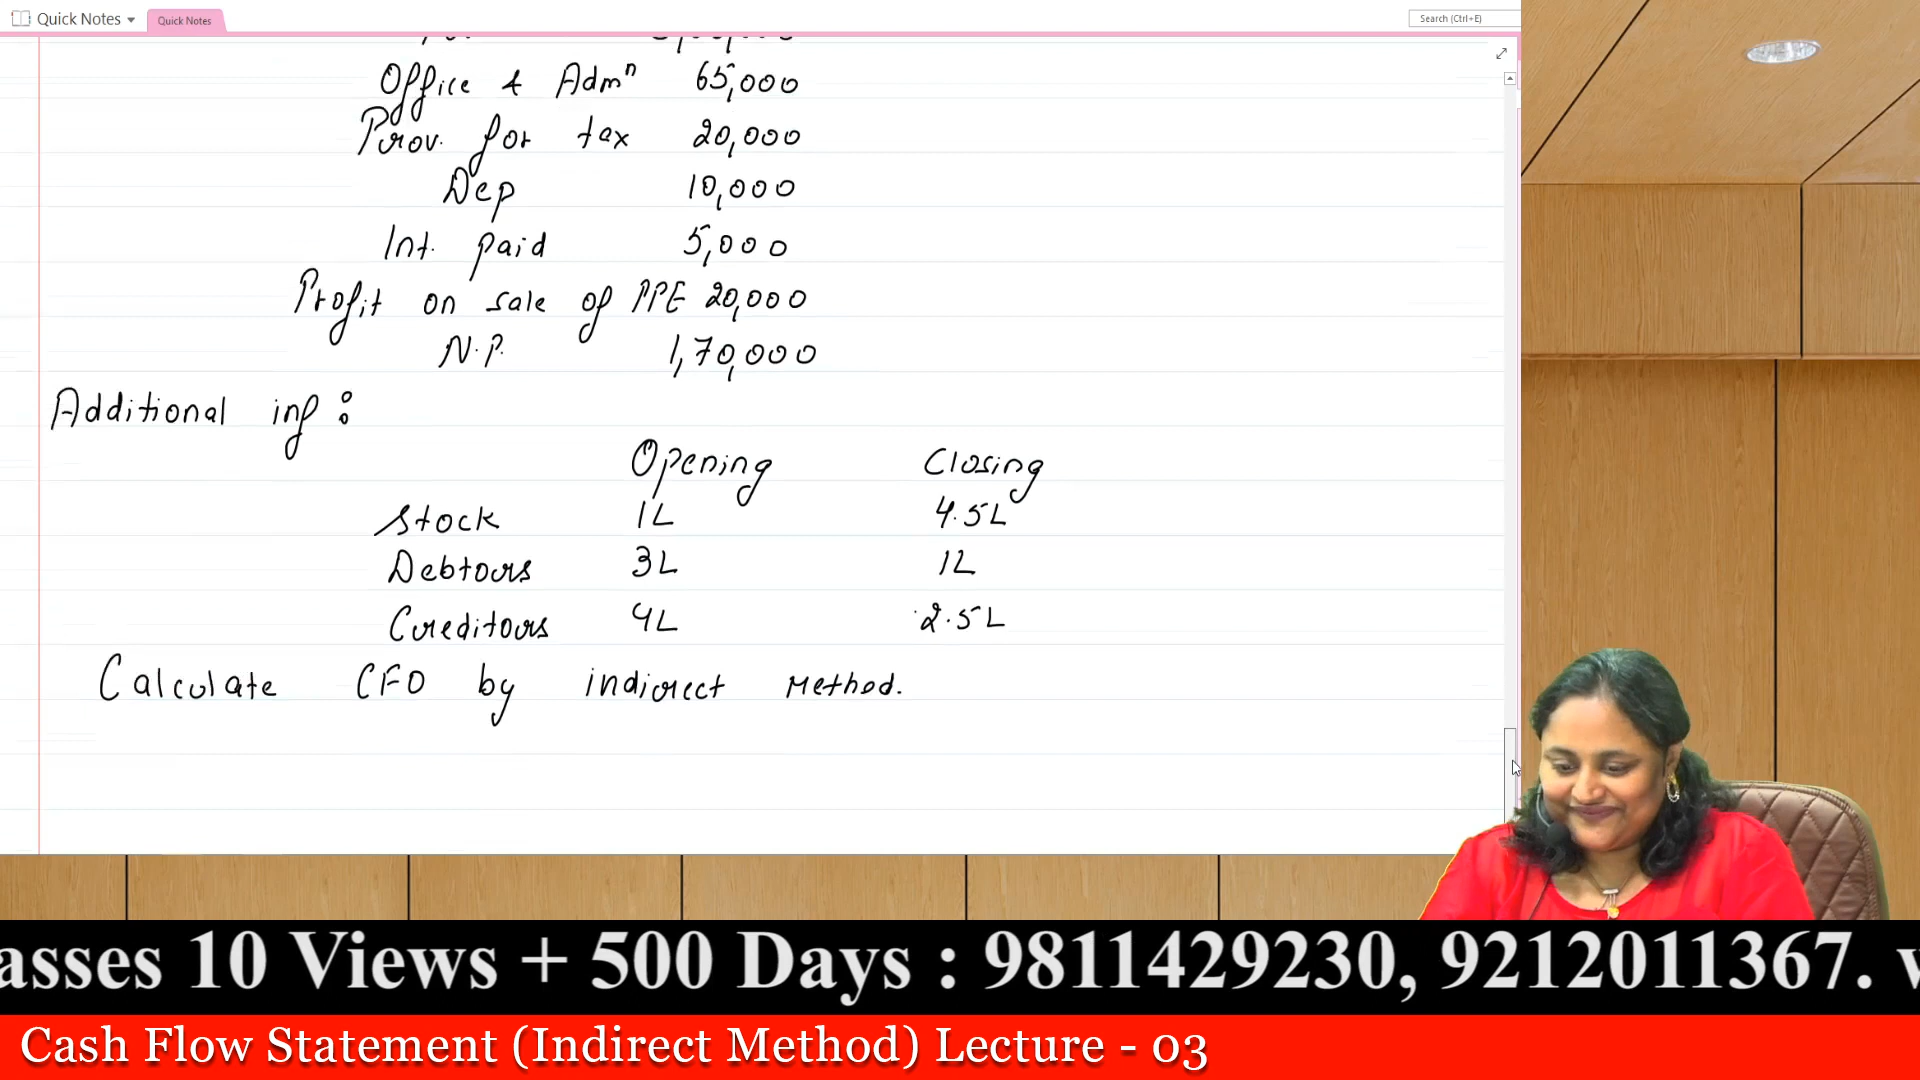 Quick Notes
Quick Notes
Search (Ctrl+E)
Office & Admⁿ 65,000
Prov. for tax 20,000
Dep 10,000
Int. paid 5,000
Profit on sale of PPE 20,000
N.P. 1,70,000
Additional inf :
Opening Closing
Stock 1L 4.5L
Debtors 3L 1L
Creditors 4L 2.5L
Calculate CFO by indirect method.
asses 10 Views + 500 Days : 9811429230, 9212011367. w
Cash Flow Statement (Indirect Method) Lecture - 03